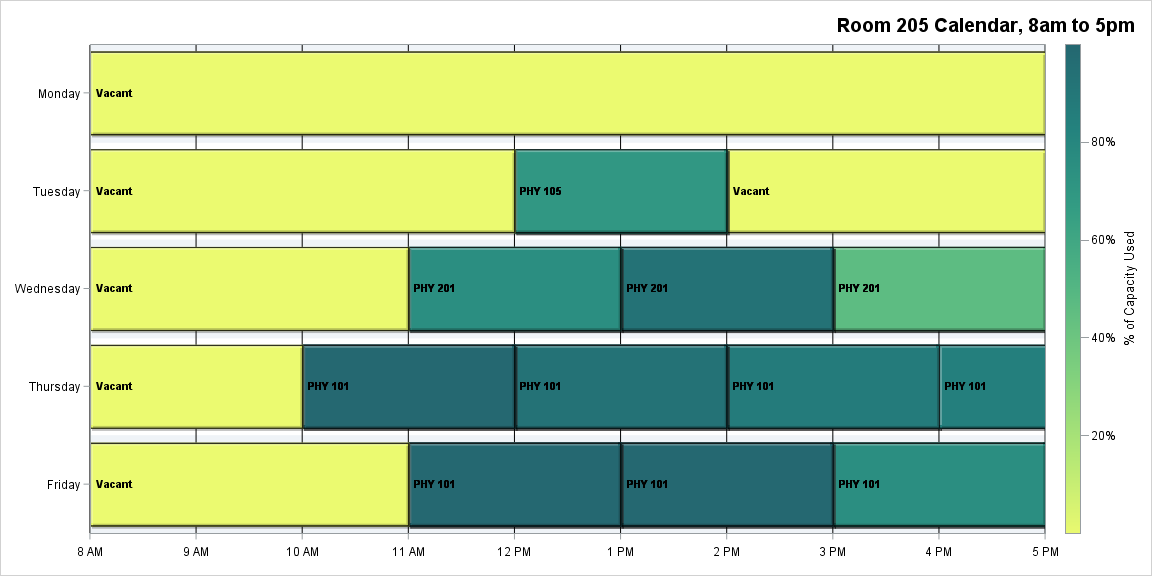 Room 205 Calendar, 8am to 5pm
Monday
Vacant
Tuesday
Vacant
PHY 105
Vacant
Wednesday
Vacant
PHY 201
PHY 201
PHY 201
Thursday
Vacant
PHY 101
PHY 101
PHY 101
PHY 101
Friday
Vacant
PHY 101
PHY 101
PHY 101
8 AM
9 AM
10 AM
11 AM
12 PM
1 PM
2 PM
3 PM
4 PM
5 PM
80%
60%
40%
20%
% of Capacity Used